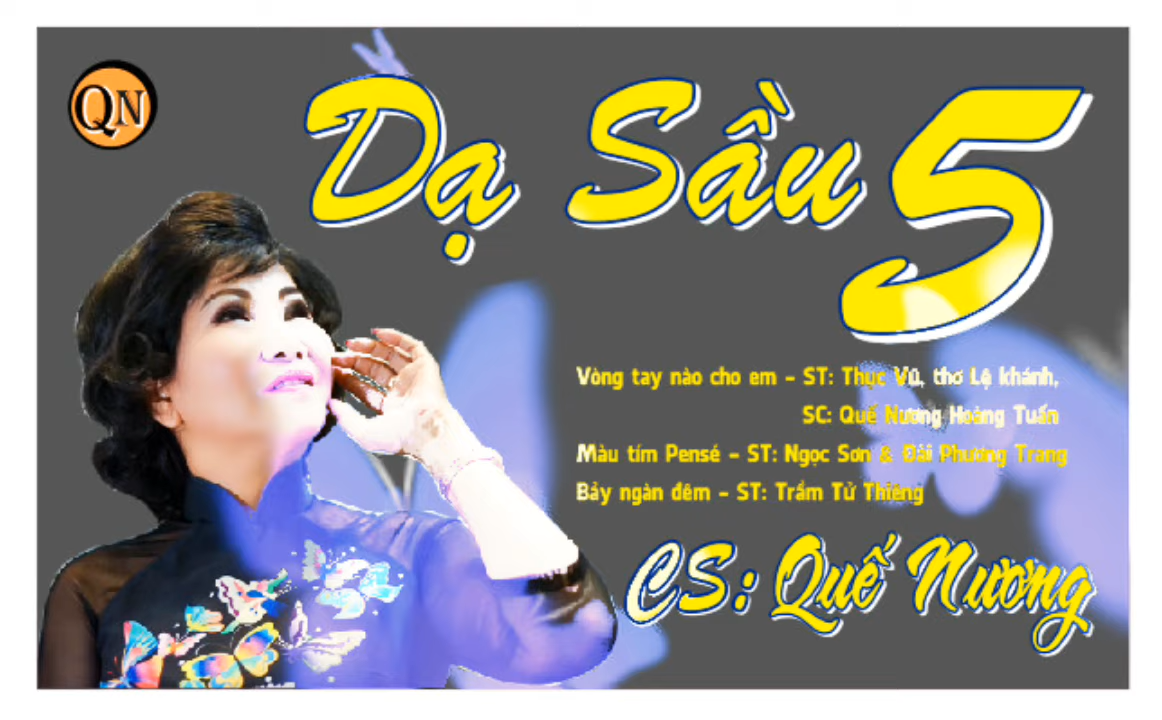 QN
Dạ Sầu 5
Vòng tay nào cho em - ST: Thục Vũ, thơ Lệ khánh,
SC: Quế Nương Hoàng Tuấn
Màu tím Pensé - ST: Ngọc Sơn & Đài Phương Trang
Bảy ngàn đêm - ST: Trầm Tử Thiêng
CS: Quế Nương